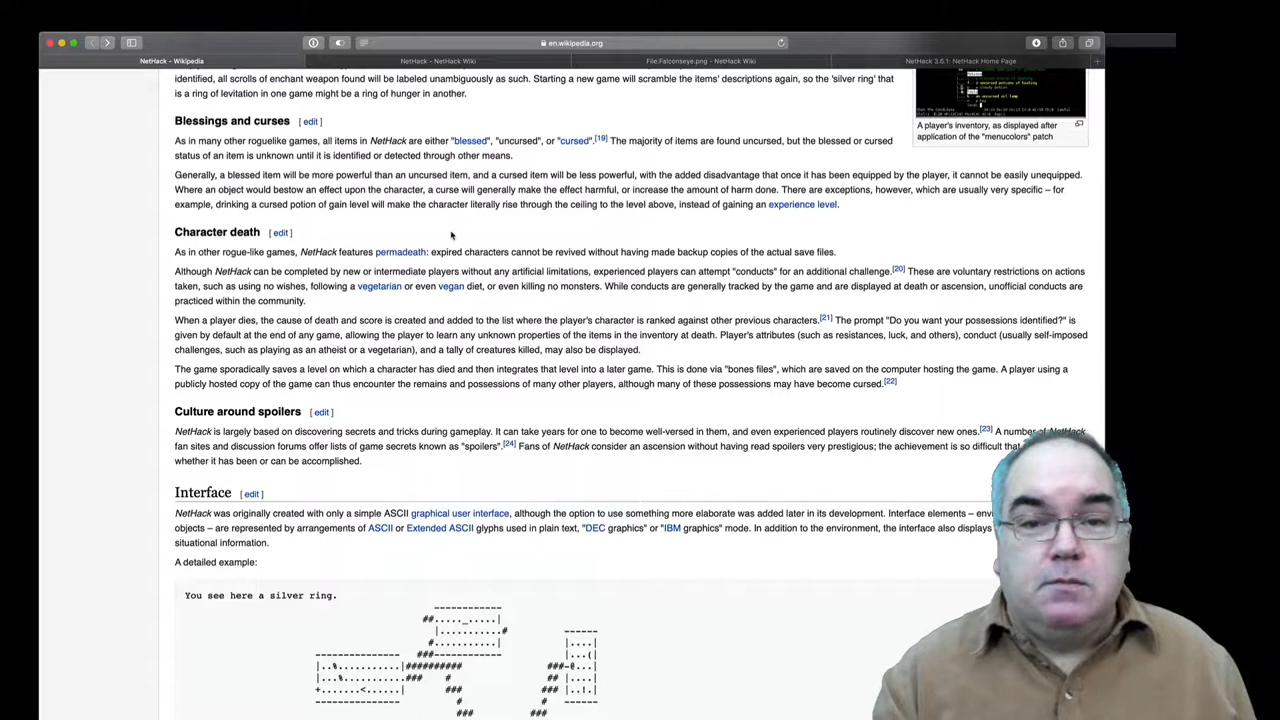 en.wikipedia.org
NetHack - Wikipedia
NetHack - NetHack Wiki
File:Falconseye.png - NetHack Wiki
NetHack 3.6.1: NetHack Home Page
identified, all scrolls of enchant weapon found will be labeled unambiguously as such. Starting a new game will scramble the items' descriptions again, so the 'silver ring' that
is a ring of levitation in one game might be a ring of hunger in another.
A player's inventory, as displayed after
application of the "menucolors" patch
Blessings and curses [ edit ]
As in many other roguelike games, all items in NetHack are either "blessed", "uncursed", or "cursed".[19] The majority of items are found uncursed, but the blessed or cursed
status of an item is unknown until it is identified or detected through other means.
Generally, a blessed item will be more powerful than an uncursed item, and a cursed item will be less powerful, with the added disadvantage that once it has been equipped by the player, it cannot be easily unequipped.
Where an object would bestow an effect upon the character, a curse will generally make the effect harmful, or increase the amount of harm done. There are exceptions, however, which are usually very specific – for
example, drinking a cursed potion of gain level will make the character literally rise through the ceiling to the level above, instead of gaining an experience level.
Character death [ edit ]
As in other rogue-like games, NetHack features permadeath: expired characters cannot be revived without having made backup copies of the actual save files.
Although NetHack can be completed by new or intermediate players without any artificial limitations, experienced players can attempt "conducts" for an additional challenge.[20] These are voluntary restrictions on actions
taken, such as using no wishes, following a vegetarian or even vegan diet, or even killing no monsters. While conducts are generally tracked by the game and are displayed at death or ascension, unofficial conducts are
practiced within the community.
When a player dies, the cause of death and score is created and added to the list where the player's character is ranked against other previous characters.[21] The prompt "Do you want your possessions identified?" is
given by default at the end of any game, allowing the player to learn any unknown properties of the items in the inventory at death. Player's attributes (such as resistances, luck, and others), conduct (usually self-imposed
challenges, such as playing as an atheist or a vegetarian), and a tally of creatures killed, may also be displayed.
The game sporadically saves a level on which a character has died and then integrates that level into a later game. This is done via "bones files", which are saved on the computer hosting the game. A player using a
publicly hosted copy of the game can thus encounter the remains and possessions of many other players, although many of these possessions may have become cursed.[22]
Culture around spoilers [ edit ]
NetHack is largely based on discovering secrets and tricks during gameplay. It can take years for one to become well-versed in them, and even experienced players routinely discover new ones.[23] A number of NetHack
fan sites and discussion forums offer lists of game secrets known as "spoilers".[24] Fans of NetHack consider an ascension without having read spoilers very prestigious; the achievement is so difficult that
whether it has been or can be accomplished.
Interface [ edit ]
NetHack was originally created with only a simple ASCII graphical user interface, although the option to use something more elaborate was added later in its development. Interface elements –
objects – are represented by arrangements of ASCII or Extended ASCII glyphs used in plain text, "DEC graphics" or "IBM graphics" mode. In addition to the environment, the interface also displays
situational information.
A detailed example:
You see here a silver ring.
------------
##....._.....|
|...........# ------
#...........| |....|
--------------- ###------------ |...(|
|..%..........|########## ###-@...|
|...%...........### # ## |....|
+.......<......| ### ### |..!.|
--------------- # # ------
### ###